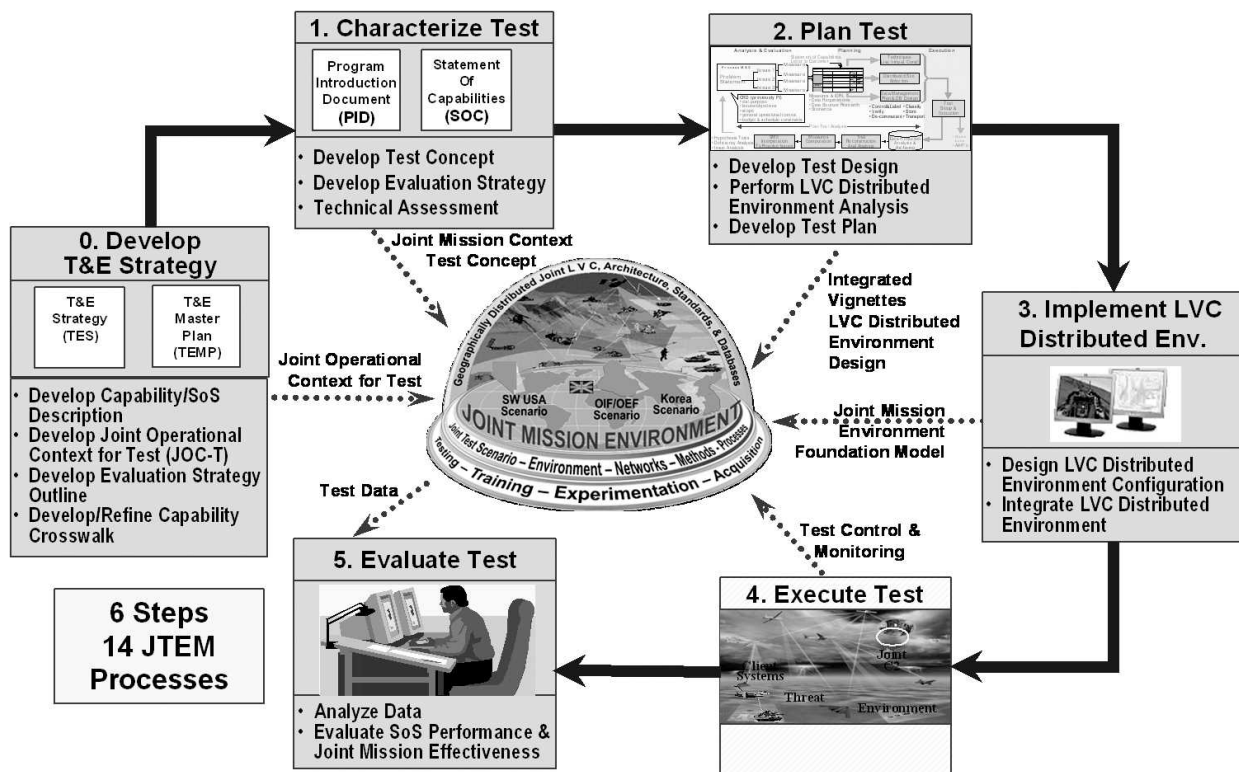 1. Characterize Test
Program
Introduction
Document
(PID)
Statement
Of
Capabilities
(SOC)
• Develop Test Concept
• Develop Evaluation Strategy
• Technical Assessment
2. Plan Test
Analysis & Evaluation
Planning
Execution
• Develop Test Design
• Perform LVC Distributed
Environment Analysis
• Develop Test Plan
0. Develop
T&E Strategy
T&E
Strategy
(TES)
T&E
Master
Plan
(TEMP)
• Develop Capability/SoS
Description
• Develop Joint Operational
Context for Test (JOC-T)
• Develop Evaluation Strategy
Outline
• Develop/Refine Capability
Crosswalk
Joint Mission Context
Test Concept
Joint Operational
Context for Test
Integrated
Vignettes
LVC Distributed
Environment
Design
Geographically Distributed Joint L V C, Architecture, Standards, & Databases
SW USA
Scenario
OIF/OEF
Scenario
Korea
Scenario
JOINT MISSION ENVIRONMENT
Joint Test Scenario – Environment – Networks – Methods - Processes
Testing – Training – Experimentation – Acquisition
3. Implement LVC
Distributed Env.
• Design LVC Distributed
Environment Configuration
• Integrate LVC Distributed
Environment
Joint Mission
Environment
Foundation Model
Test Data
Test Control &
Monitoring
5. Evaluate Test
• Analyze Data
• Evaluate SoS Performance &
Joint Mission Effectiveness
4. Execute Test
Joint
C2
Client
Systems
Threat
Environment
6 Steps
14 JTEM
Processes